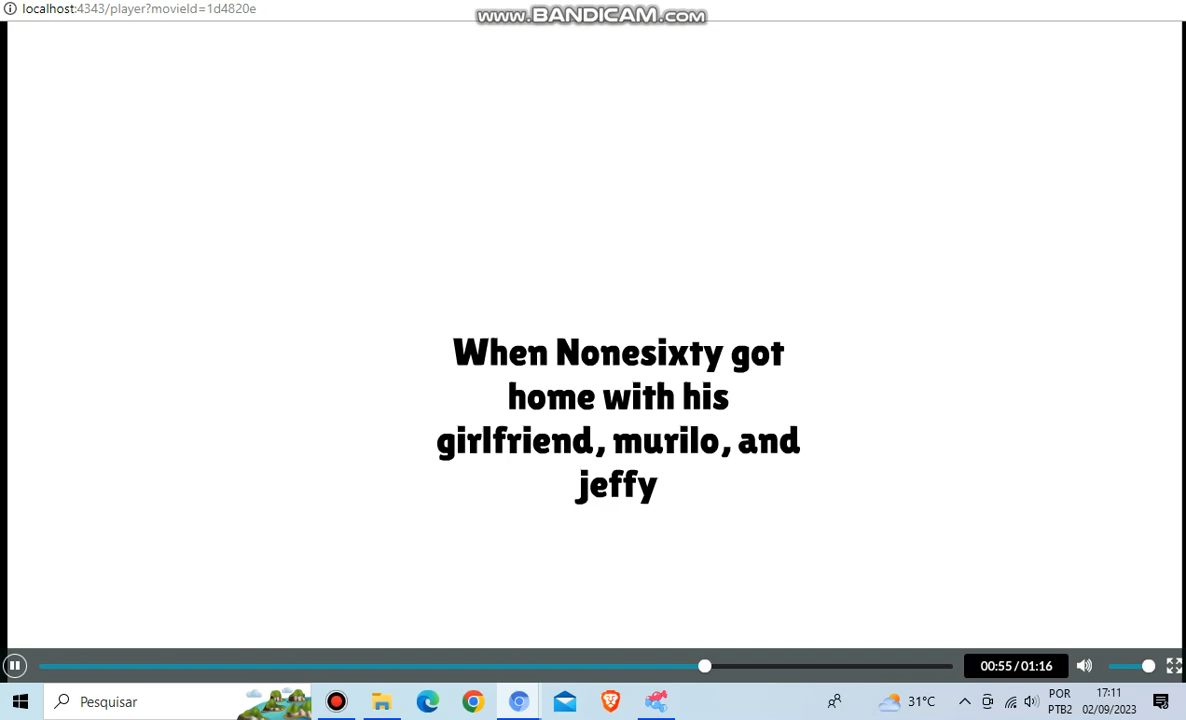 localhost:4343/player?movieId=1d4820e
www.BANDICAM.com
When Nonesixty got
home with his
girlfriend, murilo, and
jeffy
00:55 / 01:16
Pesquisar
31°C
POR
PTB2
17:11
02/09/2023